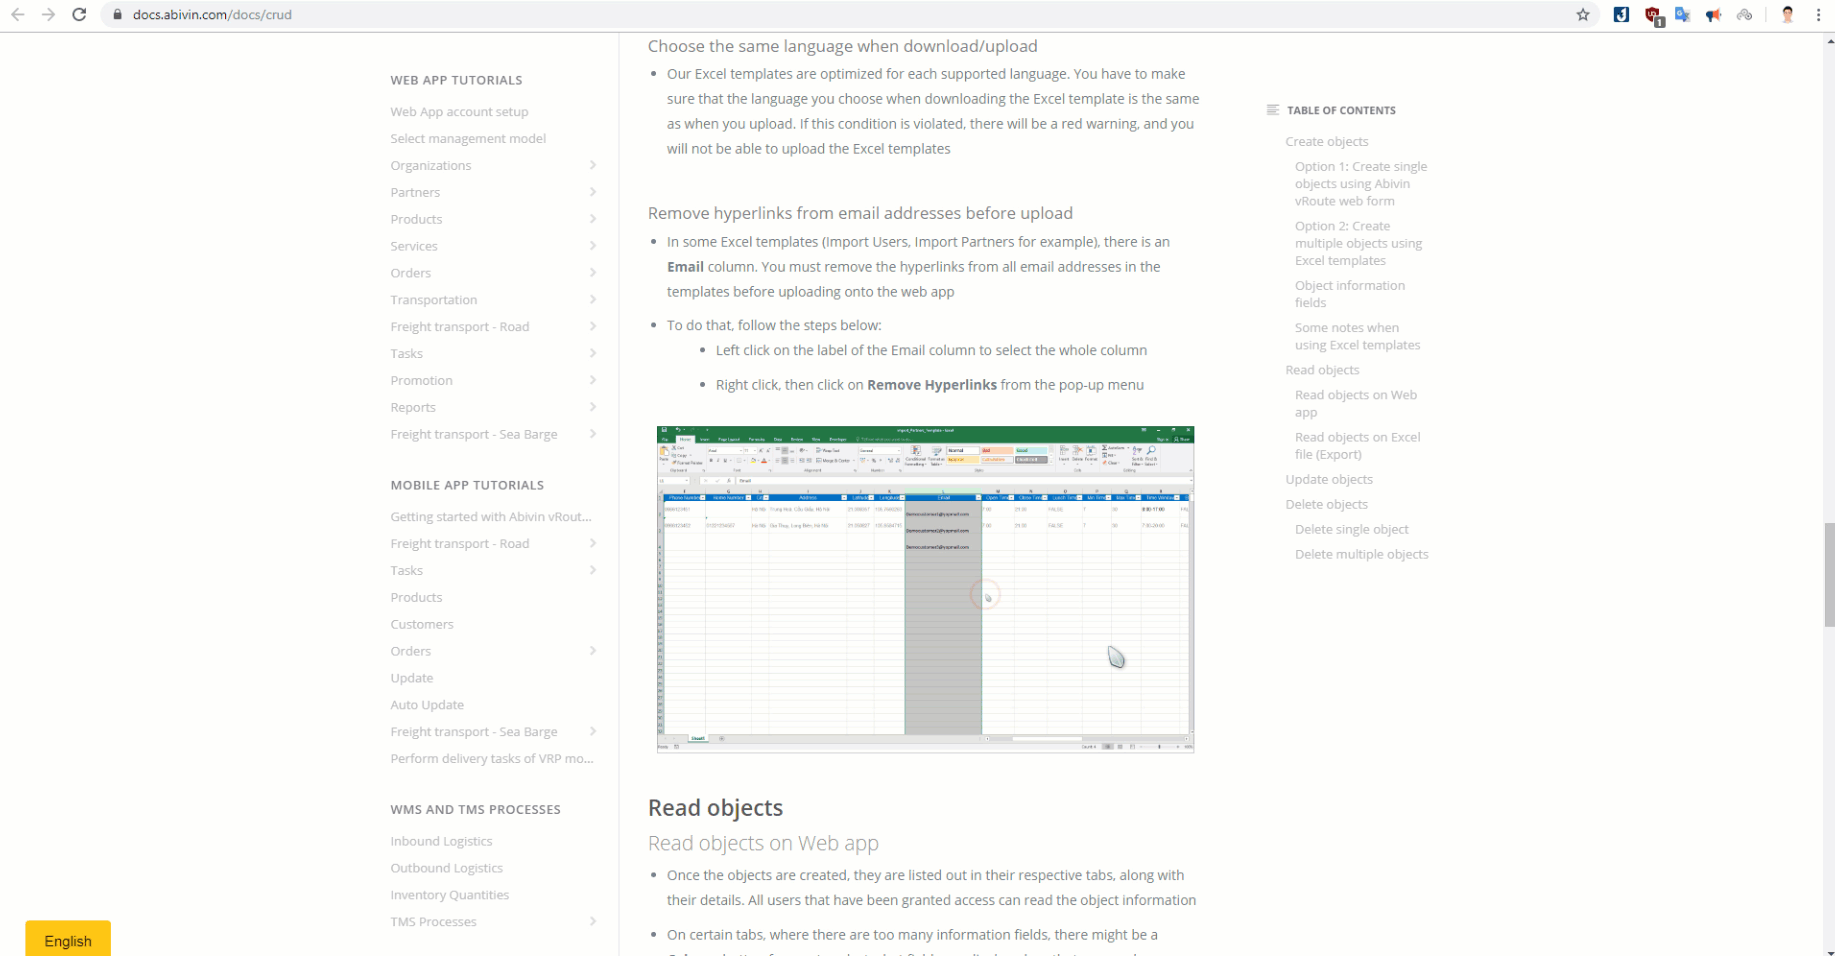 docs.abivin.com/docs/crud
WEB APP TUTORIALS
Web App account setup
Select management model
Organizations
Partners
Products
Services
Orders
Transportation
Freight transport - Road
Tasks
Promotion
Reports
Freight transport - Sea Barge
MOBILE APP TUTORIALS
Getting started with Abivin vRout...
Freight transport - Road
Tasks
Products
Customers
Orders
Update
Auto Update
Freight transport - Sea Barge
Perform delivery tasks of VRP mo...
WMS AND TMS PROCESSES
Inbound Logistics
Outbound Logistics
Inventory Quantities
TMS Processes
English
Choose the same language when download/upload
• Our Excel templates are optimized for each supported language. You have to make
sure that the language you choose when downloading the Excel template is the same
as when you upload. If this condition is violated, there will be a red warning, and you
will not be able to upload the Excel templates
Remove hyperlinks from email addresses before upload
• In some Excel templates (Import Users, Import Partners for example), there is an
Email column. You must remove the hyperlinks from all email addresses in the
templates before uploading onto the web app
• To do that, follow the steps below:
• Left click on the label of the Email column to select the whole column
• Right click, then click on Remove Hyperlinks from the pop-up menu
Phone Number Home Number Address Email
Read objects
Read objects on Web app
• Once the objects are created, they are listed out in their respective tabs, along with
their details. All users that have been granted access can read the object information
• On certain tabs, where there are too many information fields, there might be a
TABLE OF CONTENTS
Create objects
Option 1: Create single
objects using Abivin
vRoute web form
Option 2: Create
multiple objects using
Excel templates
Object information
fields
Some notes when
using Excel templates
Read objects
Read objects on Web
app
Read objects on Excel
file (Export)
Update objects
Delete objects
Delete single object
Delete multiple objects